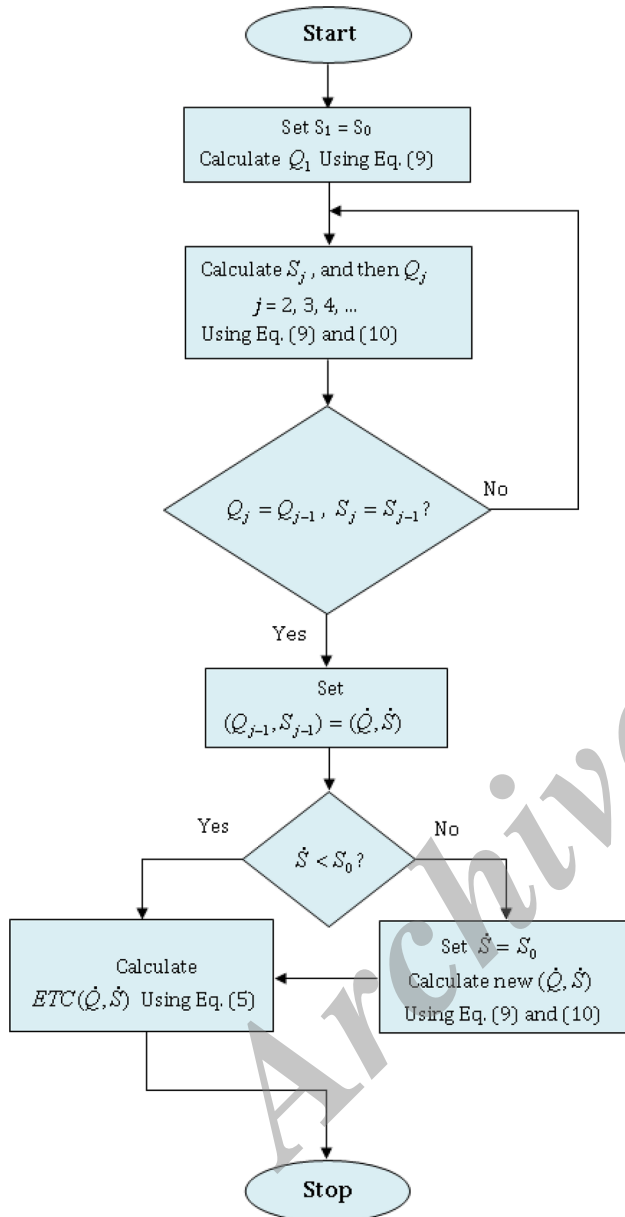 Start
Set S₁ = S₀
Calculate Q₁ Using Eq. (9)
Calculate Sⱼ , and then Qⱼ
j = 2, 3, 4, ...
Using Eq. (9) and (10)
Qⱼ = Qⱼ₋₁ , Sⱼ = Sⱼ₋₁?
No
Yes
Set
(Qⱼ₋₁, Sⱼ₋₁) = (Q̇, Ṡ)
Yes
No
Ṡ < S₀?
Calculate
ETC(Q̇, Ṡ) Using Eq. (5)
Set Ṡ = S₀
Calculate new (Q̇, Ṡ)
Using Eq. (9) and (10)
Stop
Archive